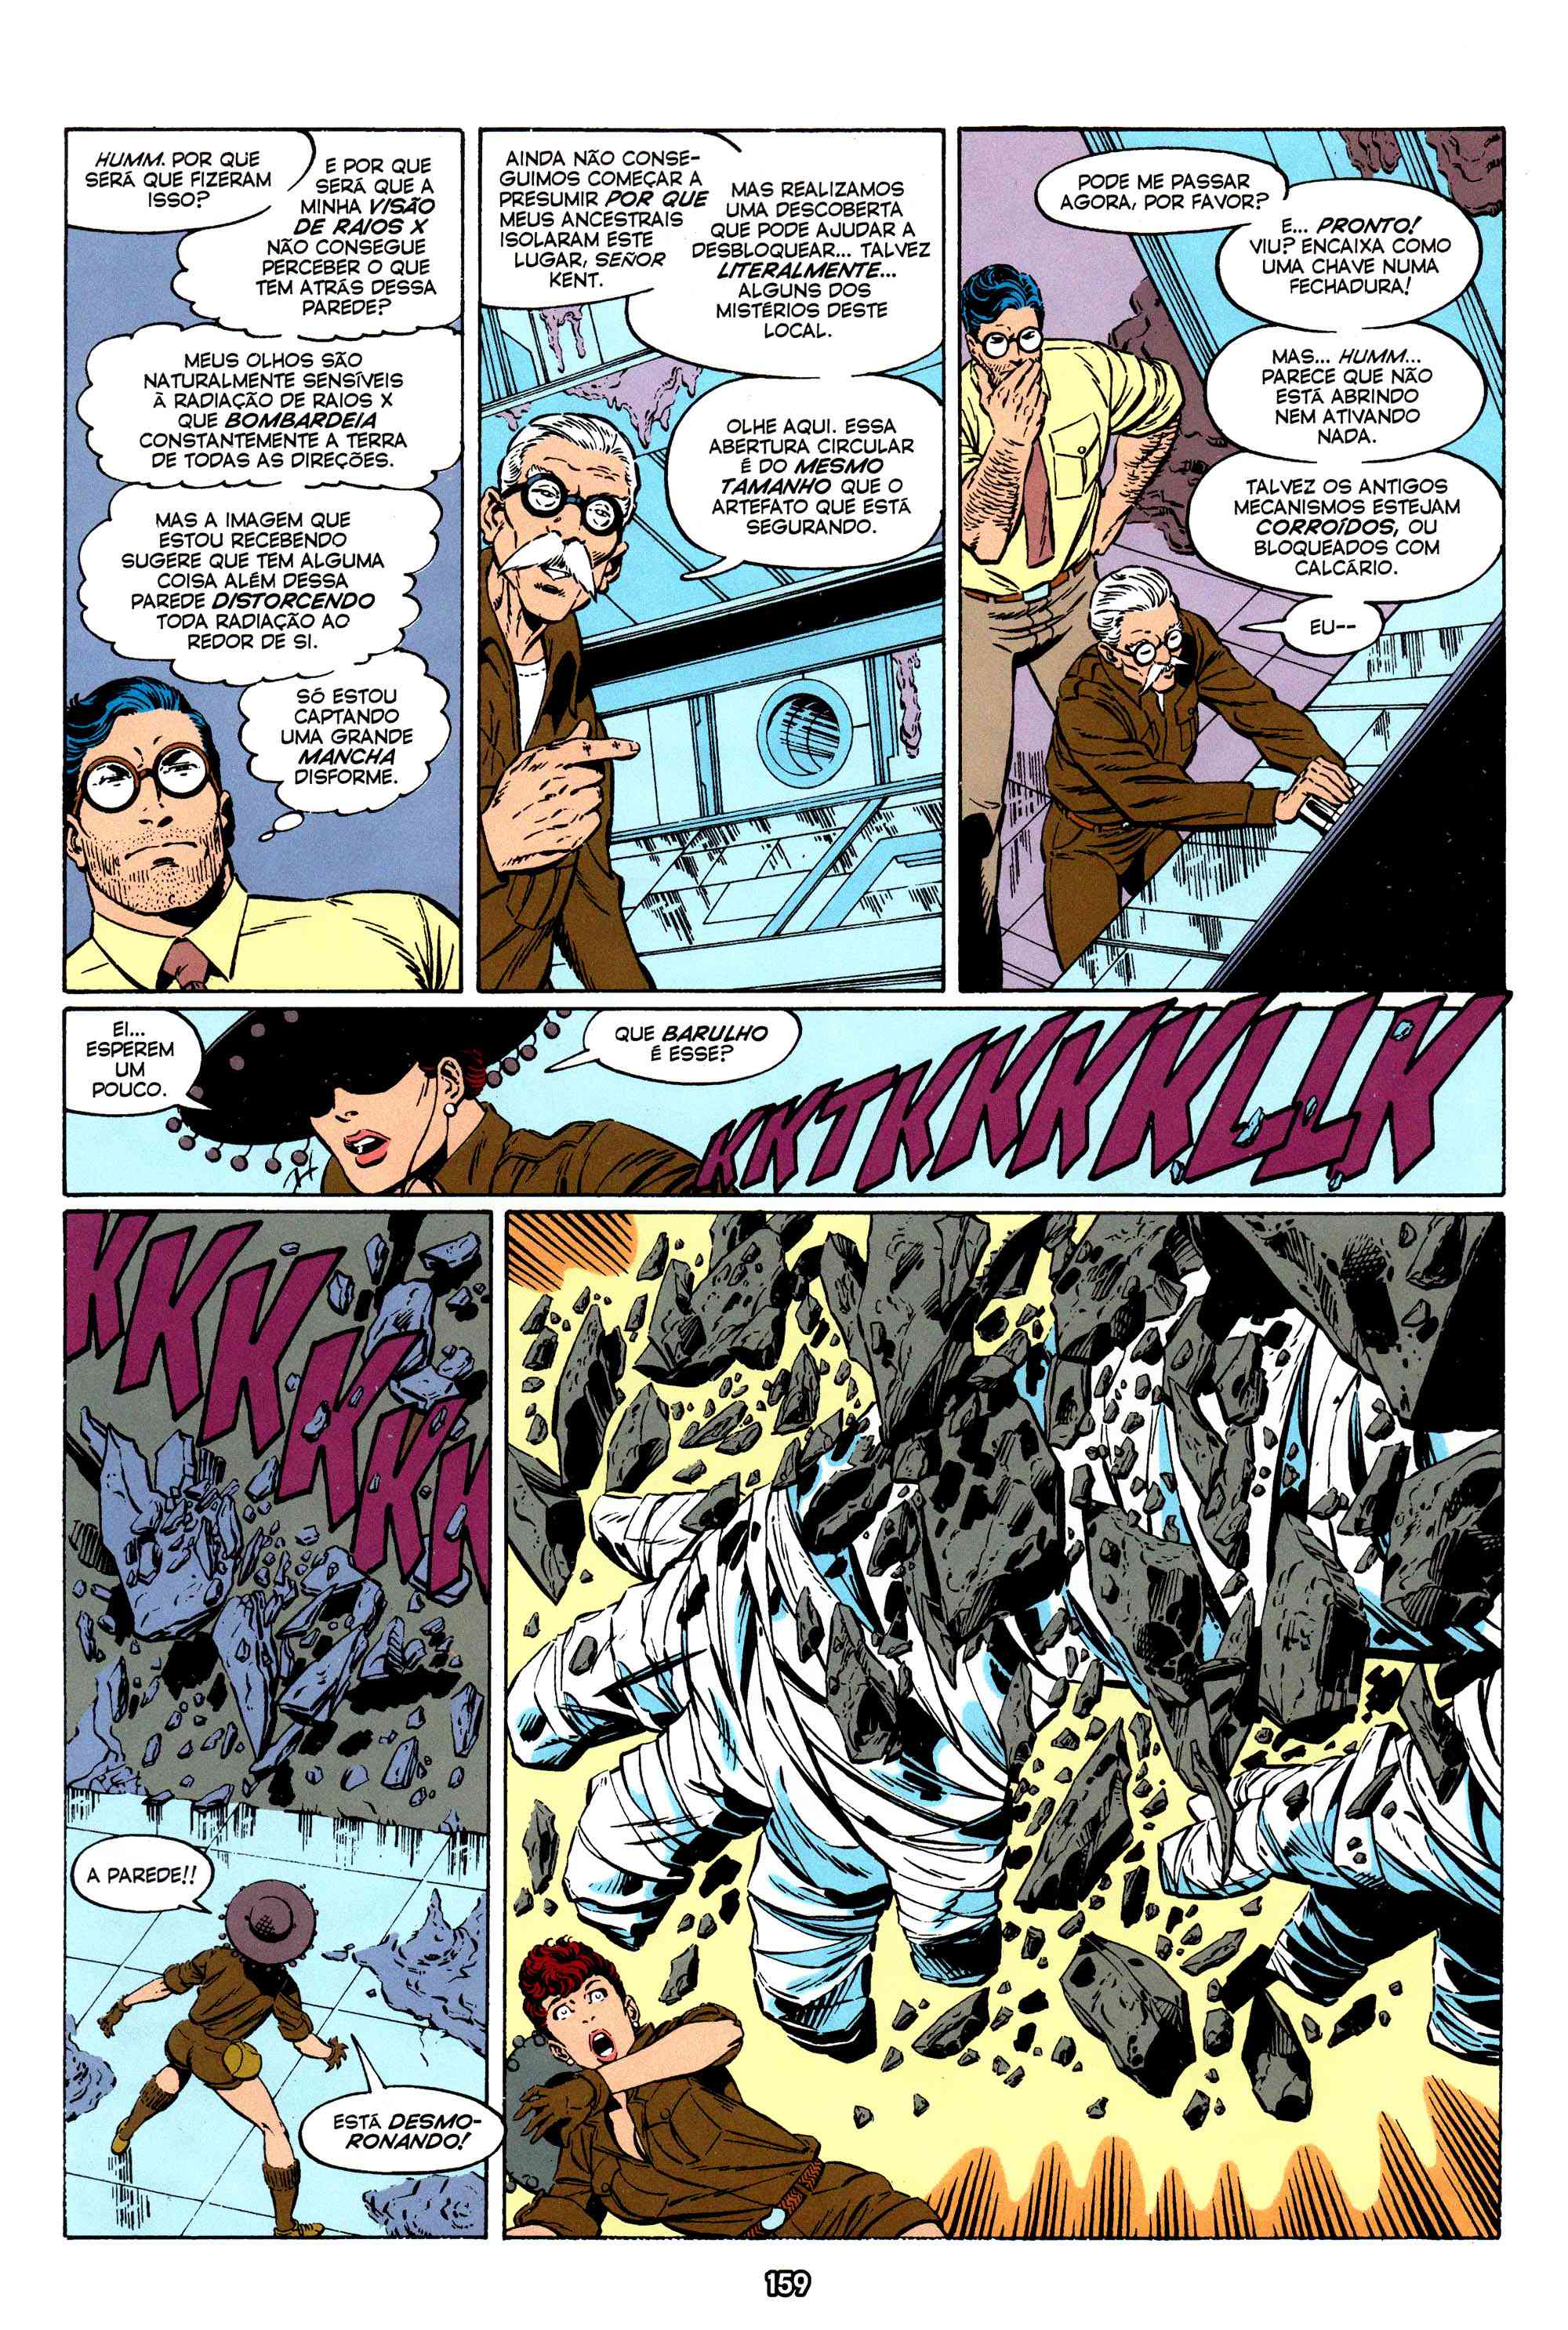 HUMM. POR QUE
SERÁ QUE FIZERAM
ISSO?
E POR QUE
SERÁ QUE A
MINHA VISÃO
DE RAIOS X
NÃO CONSEGUE
PERCEBER O QUE
TEM ATRÁS DESSA
PAREDE?
MEUS OLHOS SÃO
NATURALMENTE SENSÍVEIS
À RADIAÇÃO DE RAIOS X
QUE BOMBARDEIA
CONSTANTEMENTE A TERRA
DE TODAS AS DIREÇÕES.
MAS A IMAGEM QUE
ESTOU RECEBENDO
SUGERE QUE TEM ALGUMA
COISA ALÉM DESSA
PAREDE DISTORCENDO
TODA RADIAÇÃO AO
REDOR DE SI.
SÓ ESTOU
CAPTANDO
UMA GRANDE
MANCHA
DISFORME.
AINDA NÃO CONSE-
GUIMOS COMEÇAR A
PRESUMIR POR QUE
MEUS ANCESTRAIS
ISOLARAM ESTE
LUGAR, SEÑOR
KENT.
MAS REALIZAMOS
UMA DESCOBERTA
QUE PODE AJUDAR A
DESBLOQUEAR... TALVEZ
LITERALMENTE...
ALGUNS DOS
MISTÉRIOS DESTE
LOCAL.
OLHE AQUI. ESSA
ABERTURA CIRCULAR
É DO MESMO
TAMANHO QUE O
ARTEFATO QUE ESTÁ
SEGURANDO.
PODE ME PASSAR
AGORA, POR FAVOR?
E... PRONTO!
VIU? ENCAIXA COMO
UMA CHAVE NUMA
FECHADURA!
MAS... HUMM...
PARECE QUE NÃO
ESTÁ ABRINDO
NEM ATIVANDO
NADA.
TALVEZ OS ANTIGOS
MECANISMOS ESTEJAM
CORROÍDOS, OU
BLOQUEADOS COM
CALCÁRIO.
EU--
EI...
ESPEREM
UM
POUCO.
QUE BARULHO
É ESSE?
KKTKKKKKLLK
KKKKKK
A PAREDE!!
ESTÁ DESMO-
RONANDO!
159